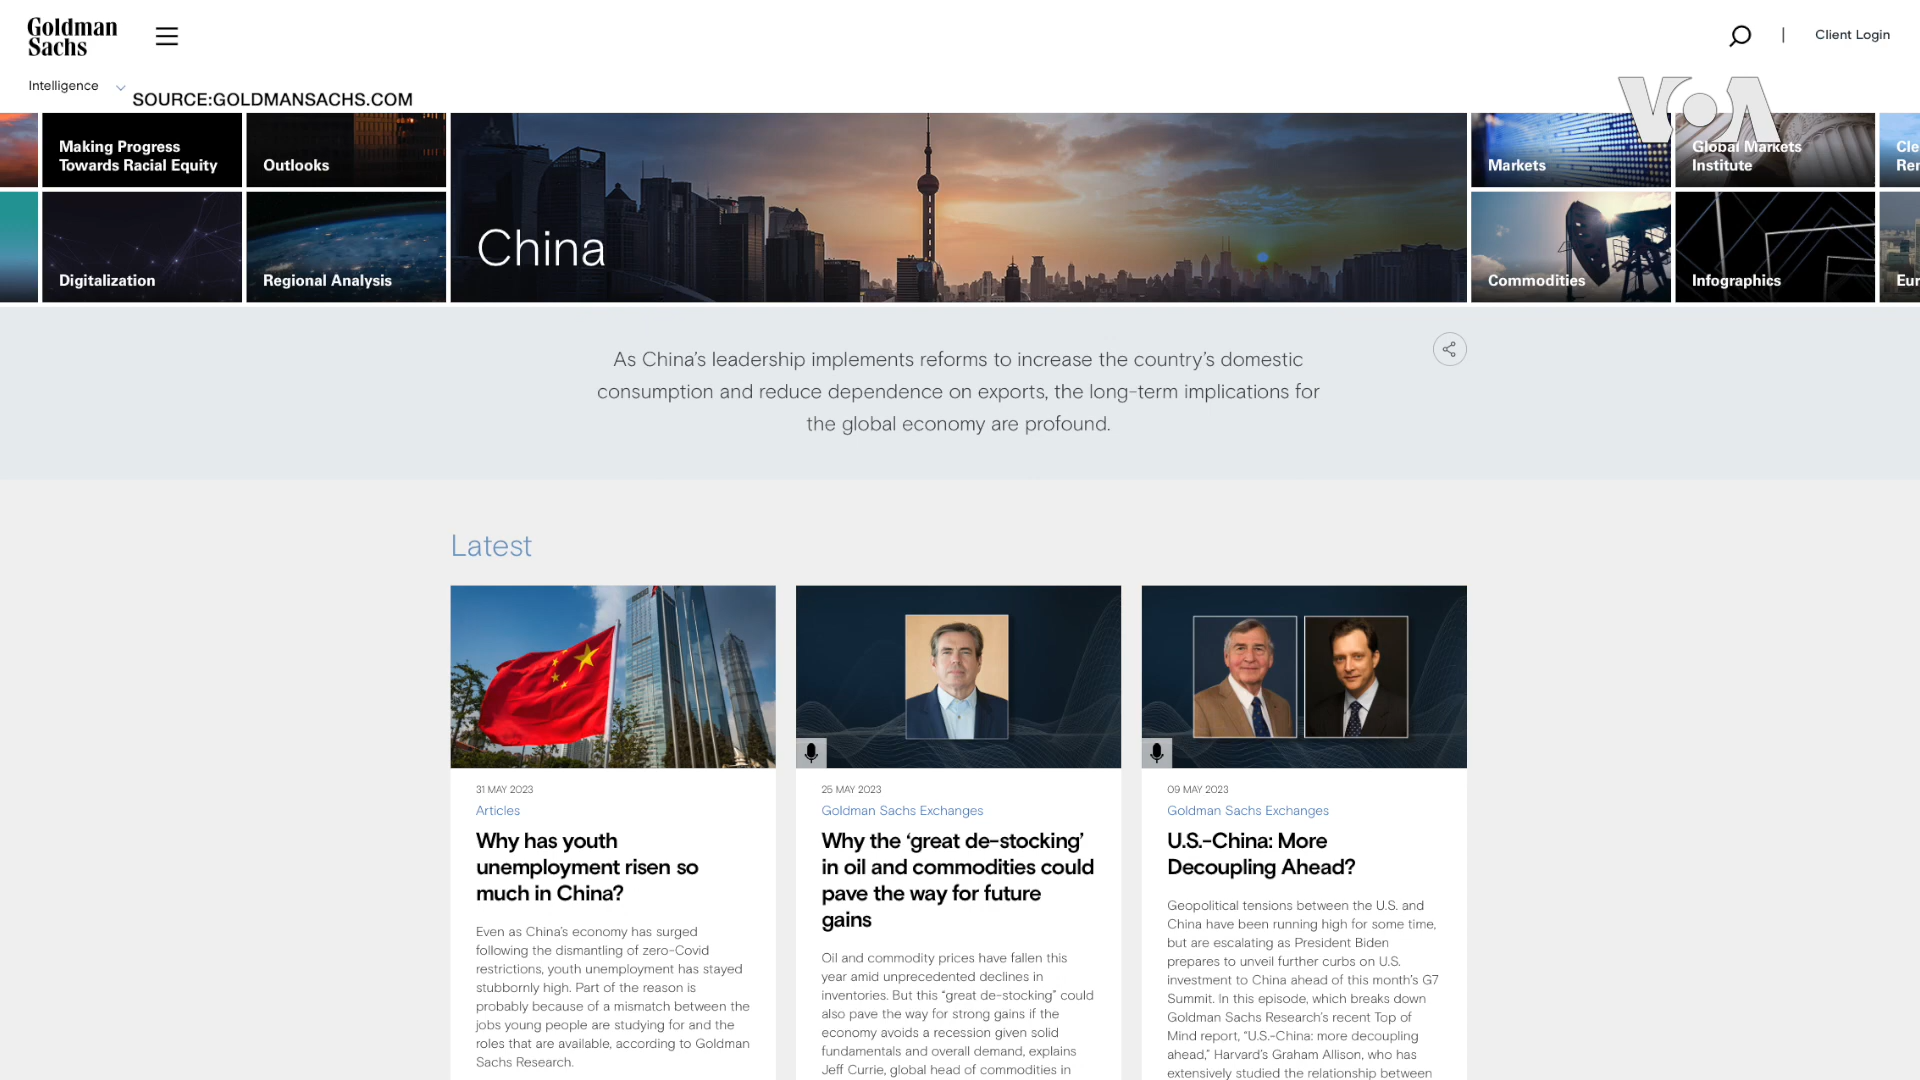 Goldman
Sachs
Client Login
Intelligence
SOURCE:GOLDMANSACHS.COM
VOA
Making Progress
Towards Racial Equity
Outlooks
Digitalization
Regional Analysis
China
Markets
Global Markets
Institute
Commodities
Infographics
As China's leadership implements reforms to increase the country's domestic
consumption and reduce dependence on exports, the long-term implications for
the global economy are profound.
Latest
31 MAY 2023
Articles
Why has youth
unemployment risen so
much in China?
Even as China's economy has surged
following the dismantling of zero-Covid
restrictions, youth unemployment has stayed
stubbornly high. Part of the reason is
probably because of a mismatch between the
jobs young people are studying for and the
roles that are available, according to Goldman
Sachs Research.
25 MAY 2023
Goldman Sachs Exchanges
Why the ‘great de-stocking’
in oil and commodities could
pave the way for future
gains
Oil and commodity prices have fallen this
year amid unprecedented declines in
inventories. But this “great de-stocking” could
also pave the way for strong gains if the
economy avoids a recession given solid
fundamentals and overall demand, explains
Jeff Currie, global head of commodities in
09 MAY 2023
Goldman Sachs Exchanges
U.S.-China: More
Decoupling Ahead?
Geopolitical tensions between the U.S. and
China have been running high for some time,
but are escalating as President Biden
prepares to unveil further curbs on U.S.
investment to China ahead of this month's G7
Summit. In this episode, which breaks down
Goldman Sachs Research's recent Top of
Mind report, “U.S.-China: more decoupling
ahead,” Harvard's Graham Allison, who has
extensively studied the relationship between